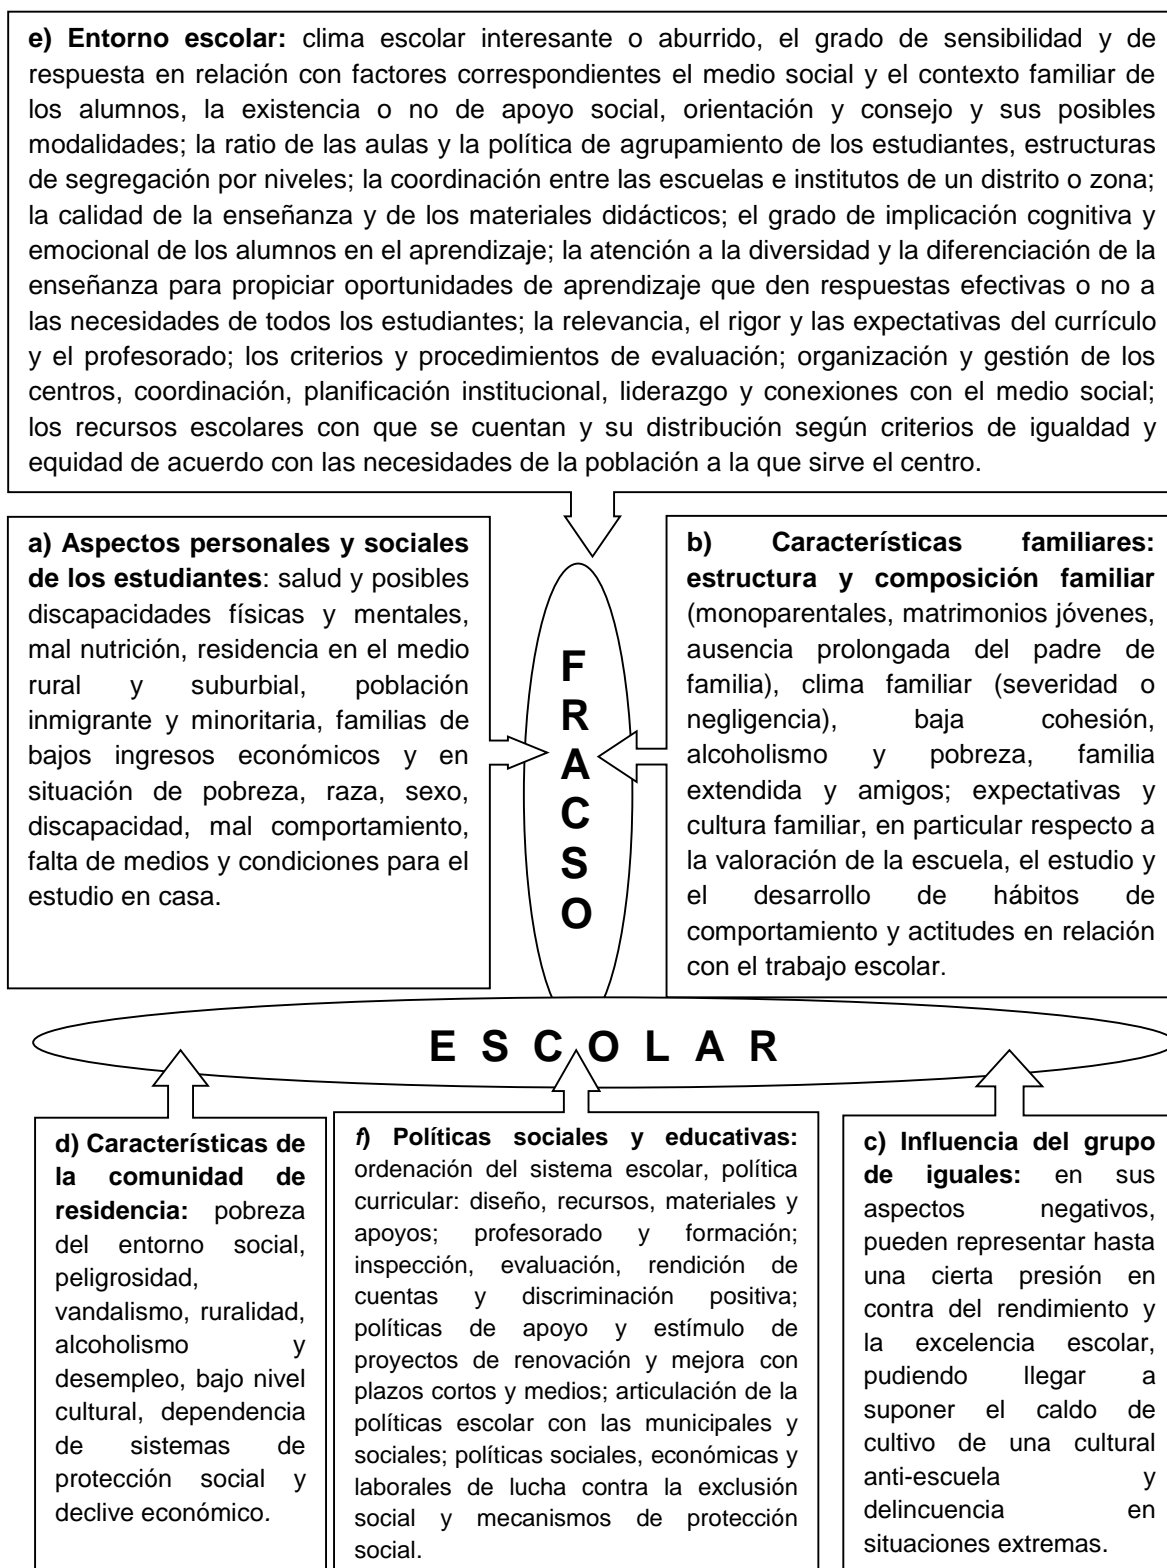 e) Entorno escolar: clima escolar interesante o aburrido, el grado de sensibilidad y de
respuesta en relación con factores correspondientes el medio social y el contexto familiar de
los alumnos, la existencia o no de apoyo social, orientación y consejo y sus posibles
modalidades; la ratio de las aulas y la política de agrupamiento de los estudiantes, estructuras
de segregación por niveles; la coordinación entre las escuelas e institutos de un distrito o zona;
la calidad de la enseñanza y de los materiales didácticos; el grado de implicación cognitiva y
emocional de los alumnos en el aprendizaje; la atención a la diversidad y la diferenciación de la
enseñanza para propiciar oportunidades de aprendizaje que den respuestas efectivas o no a
las necesidades de todos los estudiantes; la relevancia, el rigor y las expectativas del currículo
y el profesorado; los criterios y procedimientos de evaluación; organización y gestión de los
centros, coordinación, planificación institucional, liderazgo y conexiones con el medio social;
los recursos escolares con que se cuentan y su distribución según criterios de igualdad y
equidad de acuerdo con las necesidades de la población a la que sirve el centro.
a) Aspectos personales y sociales
de los estudiantes: salud y posibles
discapacidades físicas y mentales,
mal nutrición, residencia en el medio
rural y suburbial, población
inmigrante y minoritaria, familias de
bajos ingresos económicos y en
situación de pobreza, raza, sexo,
discapacidad, mal comportamiento,
falta de medios y condiciones para el
estudio en casa.
F
R
A
C
S
O
b) Características familiares:
estructura y composición familiar
(monoparentales, matrimonios jóvenes,
ausencia prolongada del padre de
familia), clima familiar (severidad o
negligencia), baja cohesión,
alcoholismo y pobreza, familia
extendida y amigos; expectativas y
cultura familiar, en particular respecto a
la valoración de la escuela, el estudio y
el desarrollo de hábitos de
comportamiento y actitudes en relación
con el trabajo escolar.
E S C O L A R
d) Características de
la comunidad de
residencia: pobreza
del entorno social,
peligrosidad,
vandalismo, ruralidad,
alcoholismo y
desempleo, bajo nivel
cultural, dependencia
de sistemas de
protección social y
declive económico.
f) Políticas sociales y educativas:
ordenación del sistema escolar, política
curricular: diseño, recursos, materiales y
apoyos; profesorado y formación;
inspección, evaluación, rendición de
cuentas y discriminación positiva;
políticas de apoyo y estímulo de
proyectos de renovación y mejora con
plazos cortos y medios; articulación de la
políticas escolar con las municipales y
sociales; políticas sociales, económicas y
laborales de lucha contra la exclusión
social y mecanismos de protección
social.
c) Influencia del grupo
de iguales: en sus
aspectos negativos,
pueden representar hasta
una cierta presión en
contra del rendimiento y
la excelencia escolar,
pudiendo llegar a
suponer el caldo de
cultivo de una cultural
anti-escuela y
delincuencia en
situaciones extremas.